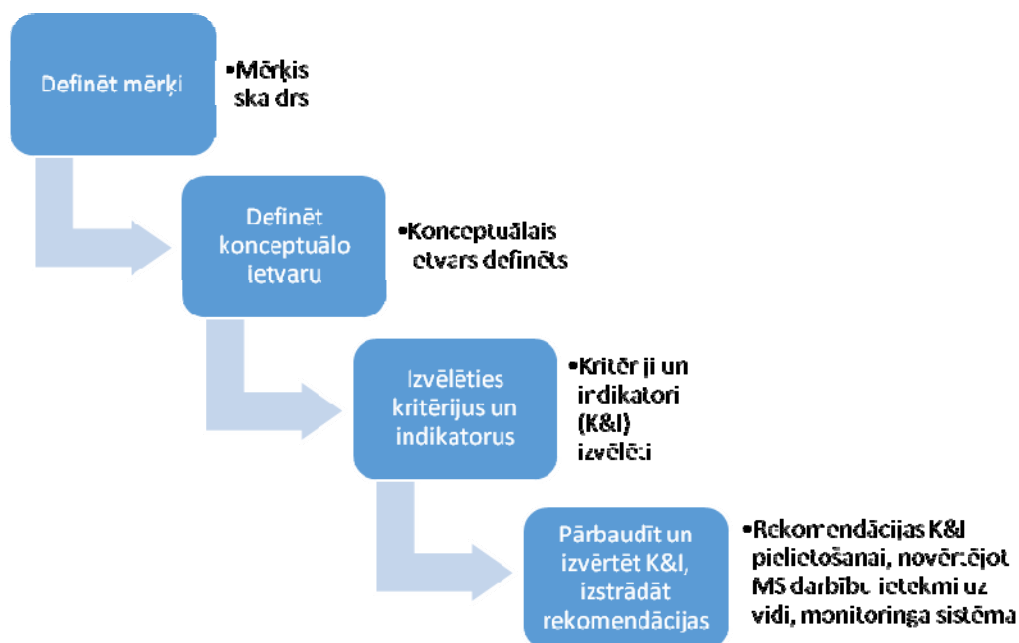 Definēt mērķi
•Mērķis
skaidrs
Definēt
konceptuālo
ietvaru
•Konceptuālais
ietvars definēts
Izvēlēties
kritērijus un
indikatorus
•Kritēriji un
indikatori
(K&I)
izvēlēti
Pārbaudīt un
izvērtēt K&I,
izstrādāt
rekomendācijas
•Rekomendācijas K&I
pielietošanai, novērtējot
MS darbību ietekmi uz
vidi, monitoringa sistēma